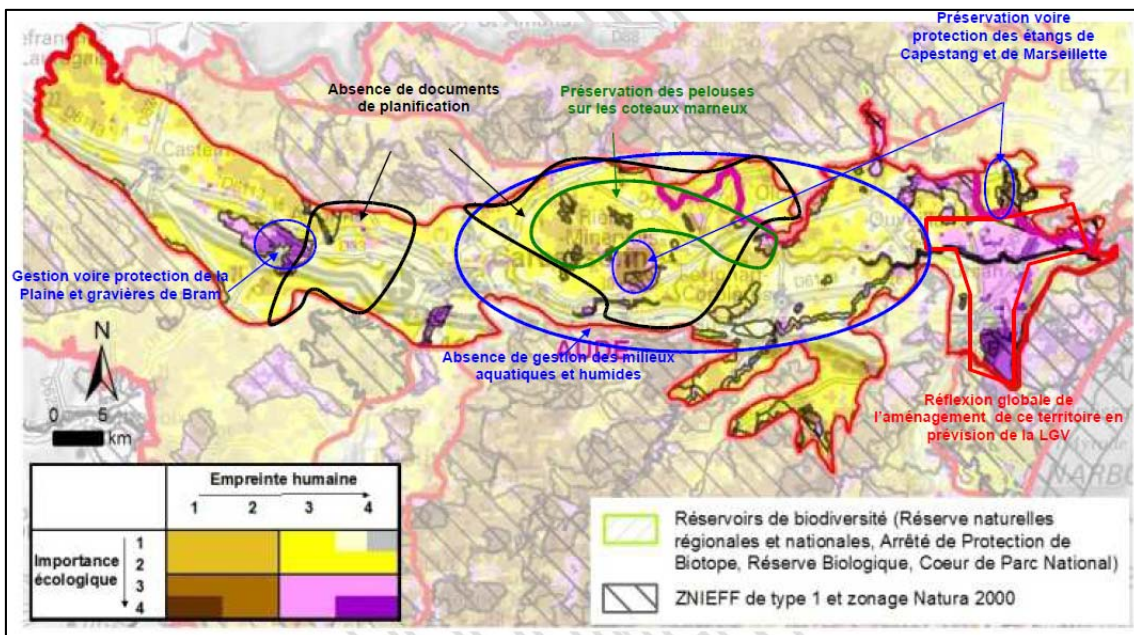 Préservation voire
protection des étangs de
Capestang et de Marseillette
Absence de documents
de planification
Préservation des pelouses
sur les coteaux marneux
Gestion voire protection de la
Plaine et gravières de Bram
Absence de gestion des milieux
aquatiques et humides
Réflexion globale de
l'aménagement de ce territoire en
prévision de la LGV
AUDE
N
0 5
km
Empreinte humaine
1 2 3 4
Importance
écologique
1
2
3
4
Réservoirs de biodiversité (Réserve naturelles
régionales et nationales, Arrêté de Protection de
Biotope, Réserve Biologique, Coeur de Parc National)
ZNIEFF de type 1 et zonage Natura 2000